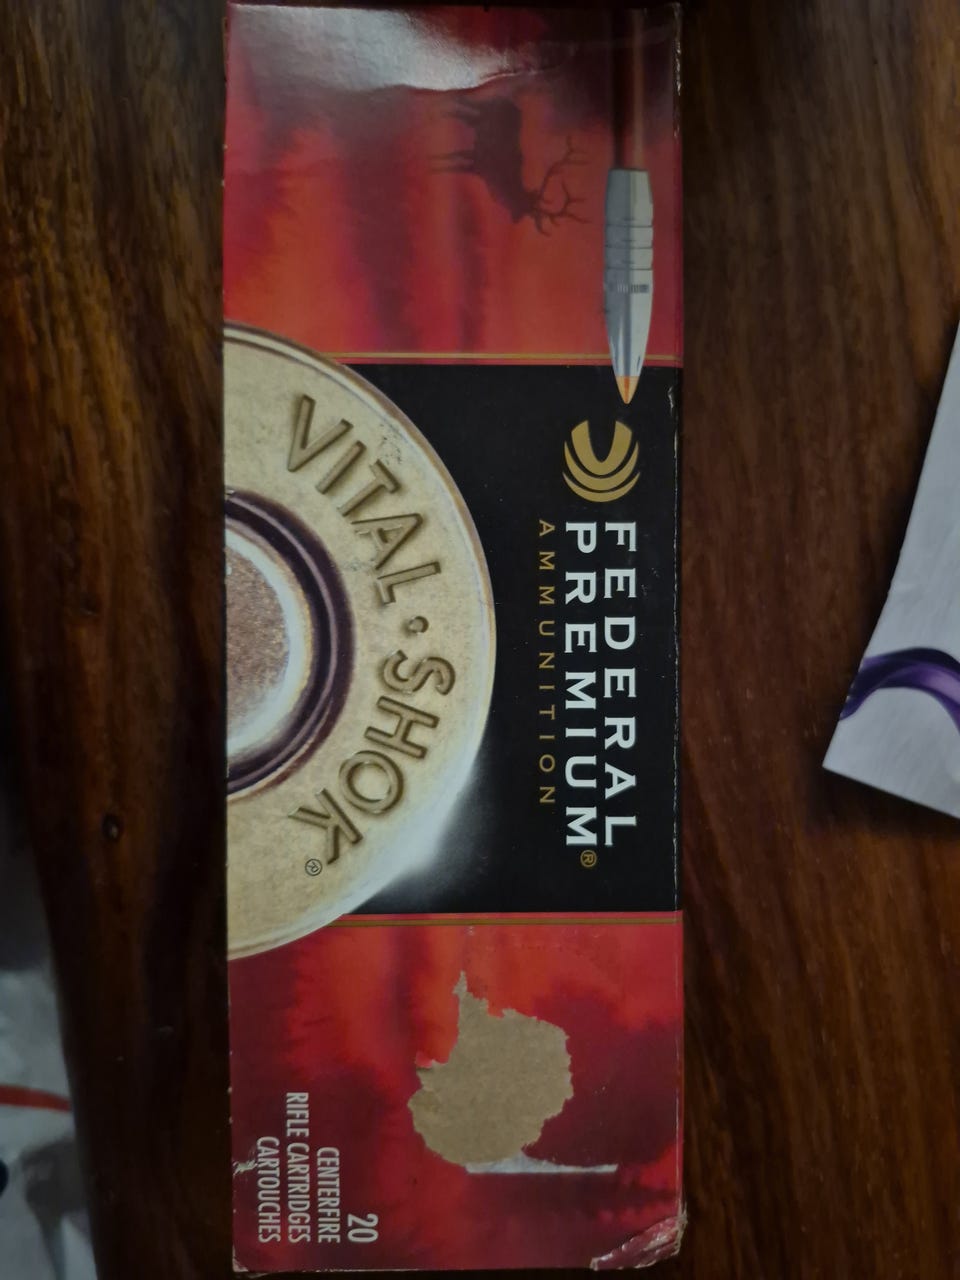 FEDERAL
PREMIUM®
AMMUNITION
VITAL·SHOK®
20
CENTERFIRE
RIFLE CARTRIDGES
CARTOUCHES